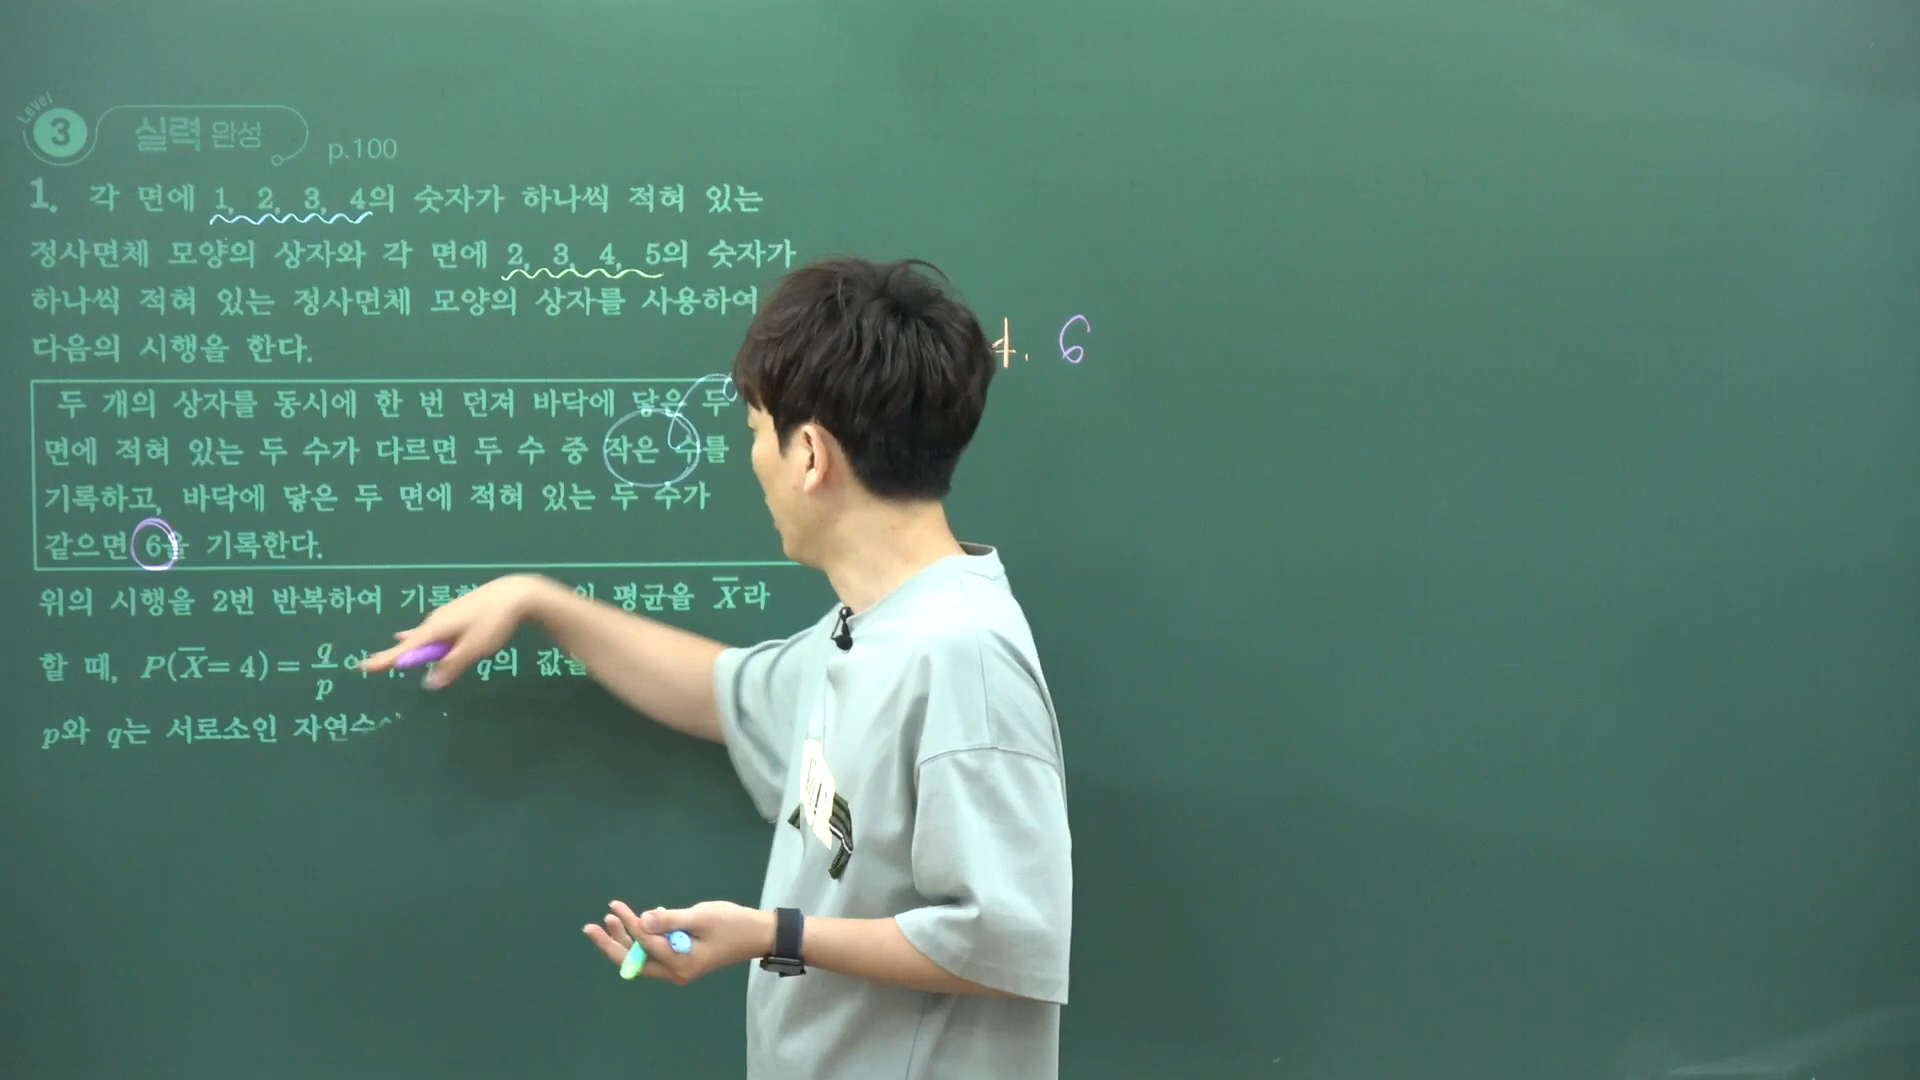 Level
3 실력 완성 p.100
1. 각 면에 1, 2, 3, 4의 숫자가 하나씩 적혀 있는
정사면체 모양의 상자와 각 면에 2, 3, 4, 5의 숫자가
하나씩 적혀 있는 정사면체 모양의 상자를 사용하여
다음의 시행을 한다.
4. 6
두 개의 상자를 동시에 한 번 던져 바닥에 닿은 두
면에 적혀 있는 두 수가 다르면 두 수 중 작은 수를
기록하고, 바닥에 닿은 두 면에 적혀 있는 두 수가
같으면 6을 기록한다.
위의 시행을 2번 반복하여 평균을 X̄라
할 때, P(X̄=4)=q/p q의 값을
p와 q는 서로소인